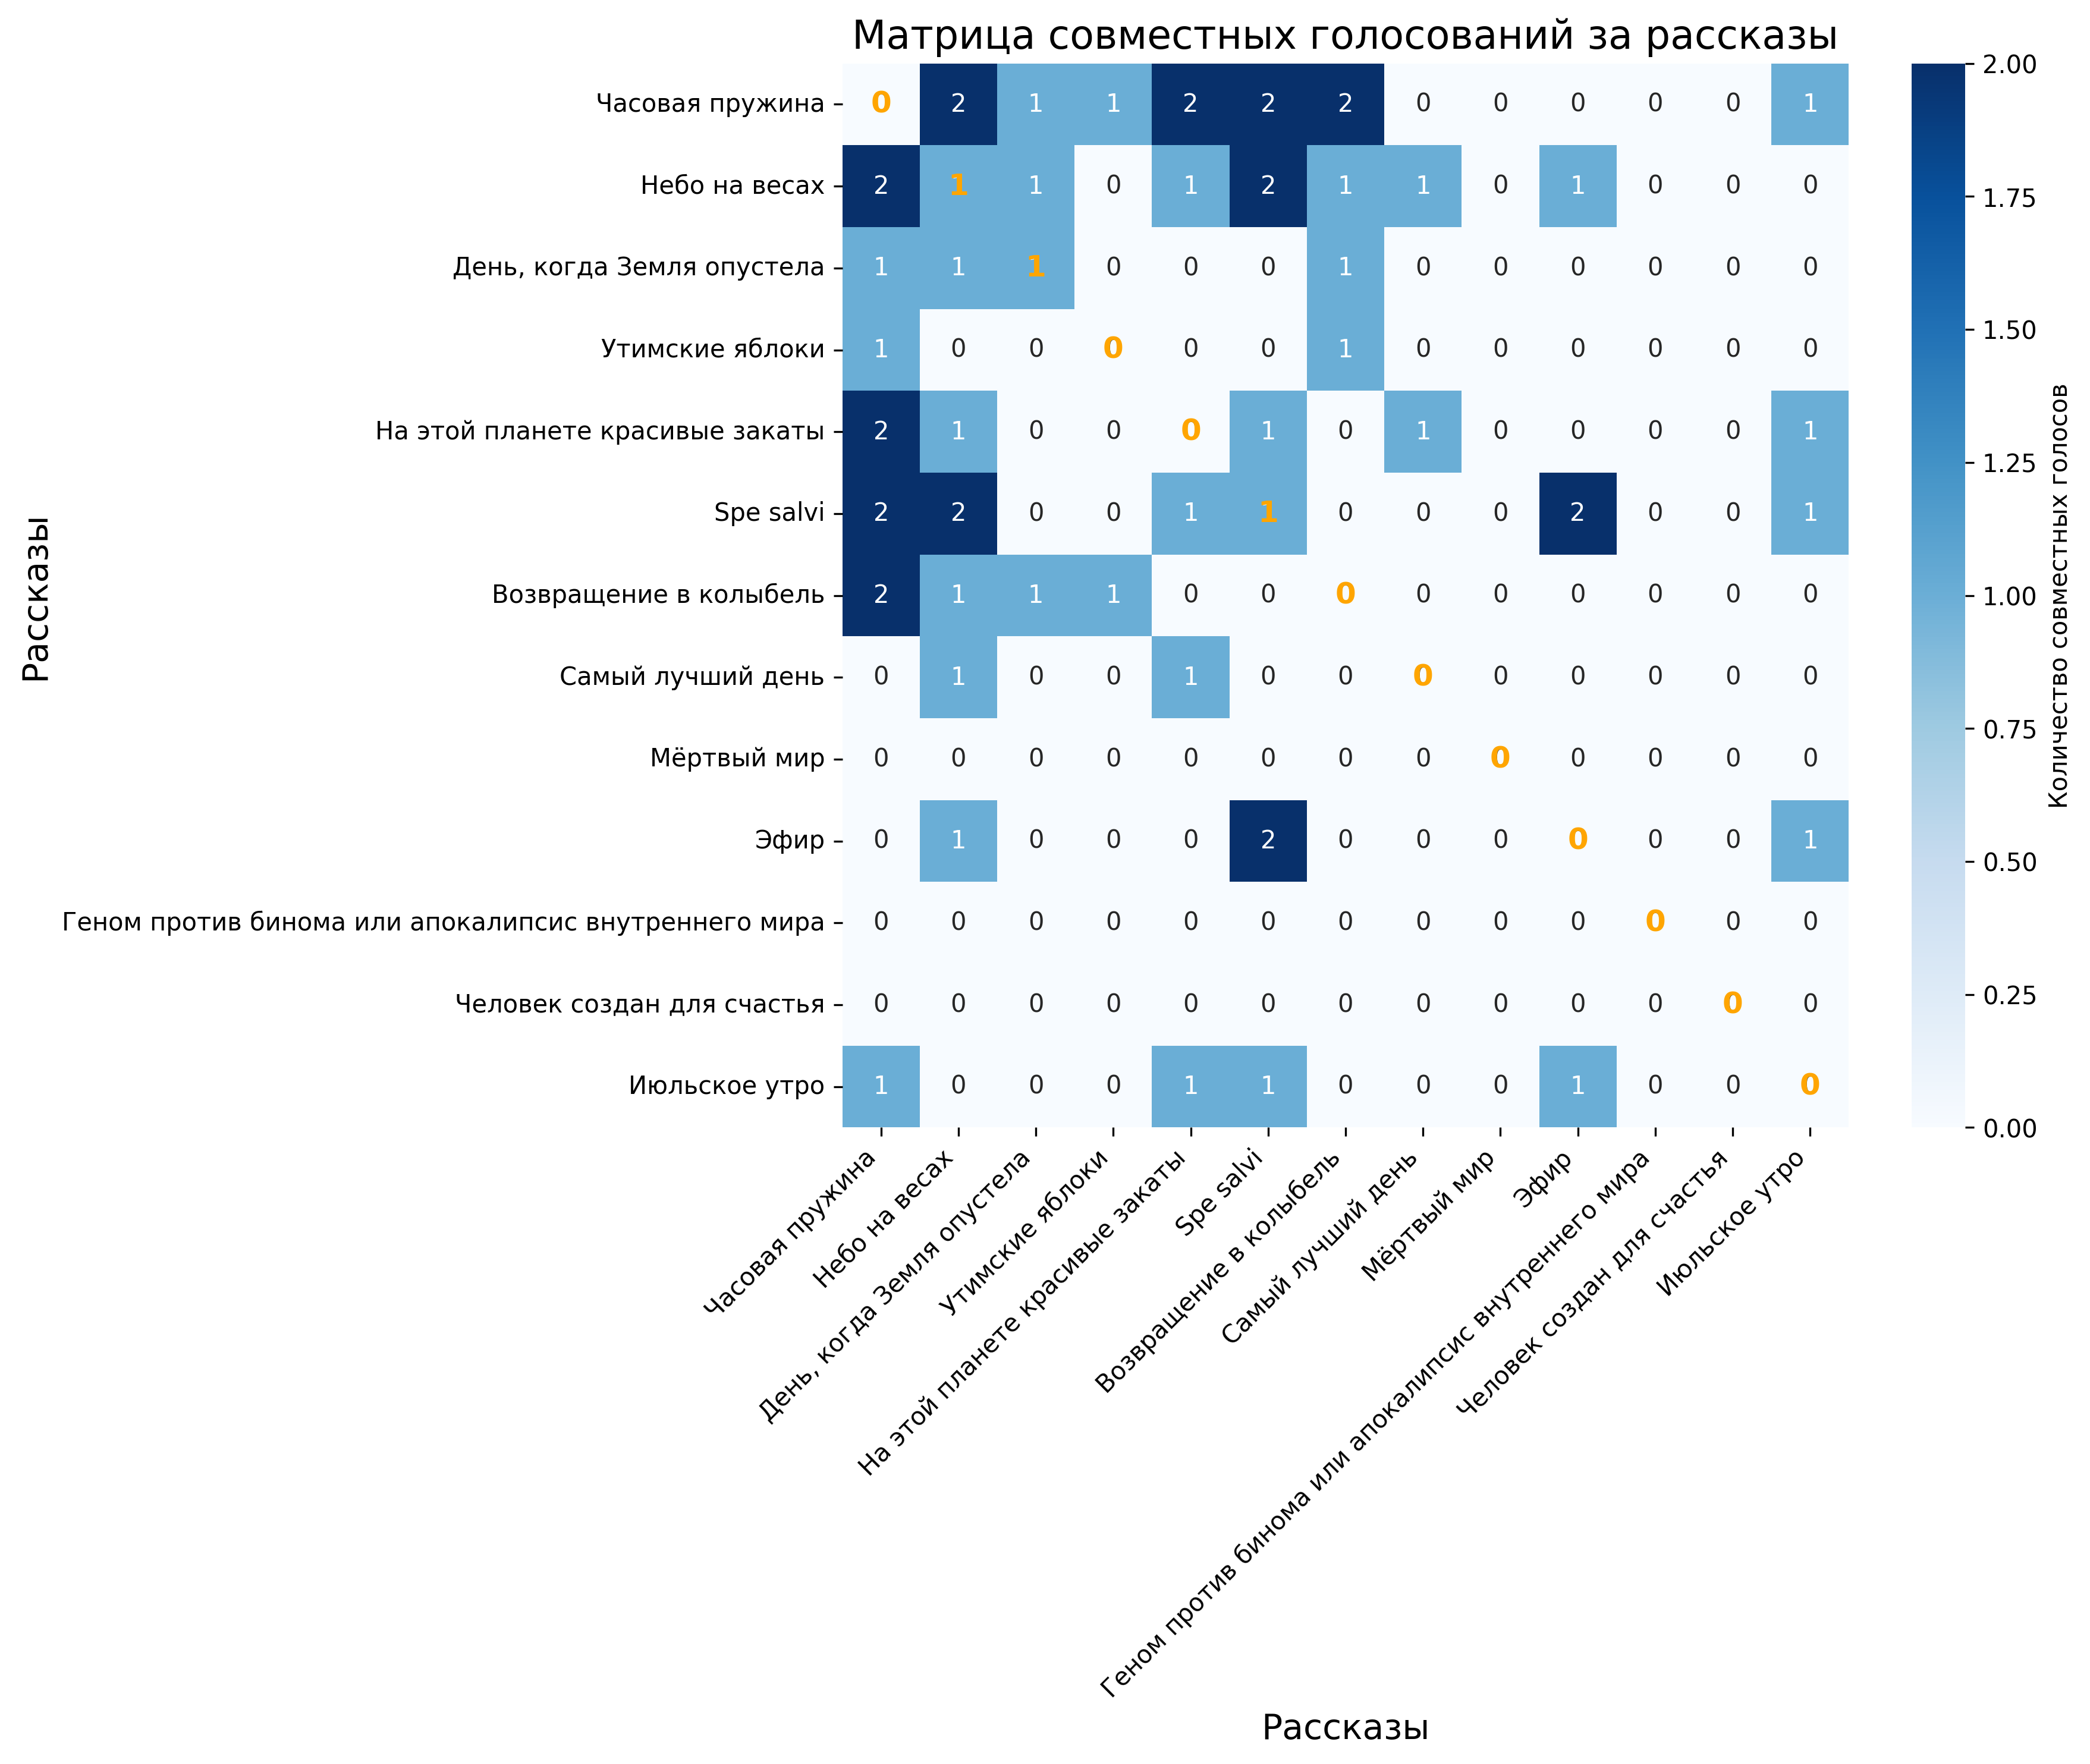 Матрица совместных голосований за рассказы
Часовая пружина 0 2 1 1 2 2 2 0 0 0 0 0 1
Небо на весах 2 1 1 0 1 2 1 1 0 1 0 0 0
День, когда Земля опустела 1 1 1 0 0 0 1 0 0 0 0 0 0
Утимские яблоки 1 0 0 0 0 0 1 0 0 0 0 0 0
На этой планете красивые закаты 2 1 0 0 0 1 0 1 0 0 0 0 1
Spe salvi 2 2 0 0 1 1 0 0 0 2 0 0 1
Возвращение в колыбель 2 1 1 1 0 0 0 0 0 0 0 0 0
Самый лучший день 0 1 0 0 1 0 0 0 0 0 0 0 0
Мёртвый мир 0 0 0 0 0 0 0 0 0 0 0 0 0
Эфир 0 1 0 0 0 2 0 0 0 0 0 0 1
Геном против бинома или апокалипсис внутреннего мира 0 0 0 0 0 0 0 0 0 0 0 0 0
Человек создан для счастья 0 0 0 0 0 0 0 0 0 0 0 0 0
Июльское утро 1 0 0 0 1 1 0 0 0 1 0 0 0
Рассказы
Часовая пружина
Небо на весах
День, когда Земля опустела
Утимские яблоки
На этой планете красивые закаты
Spe salvi
Возвращение в колыбель
Самый лучший день
Мёртвый мир
Эфир
Геном против бинома или апокалипсис внутреннего мира
Человек создан для счастья
Июльское утро
Рассказы
2.00
1.75
1.50
1.25
1.00
0.75
0.50
0.25
0.00
Количество совместных голосов